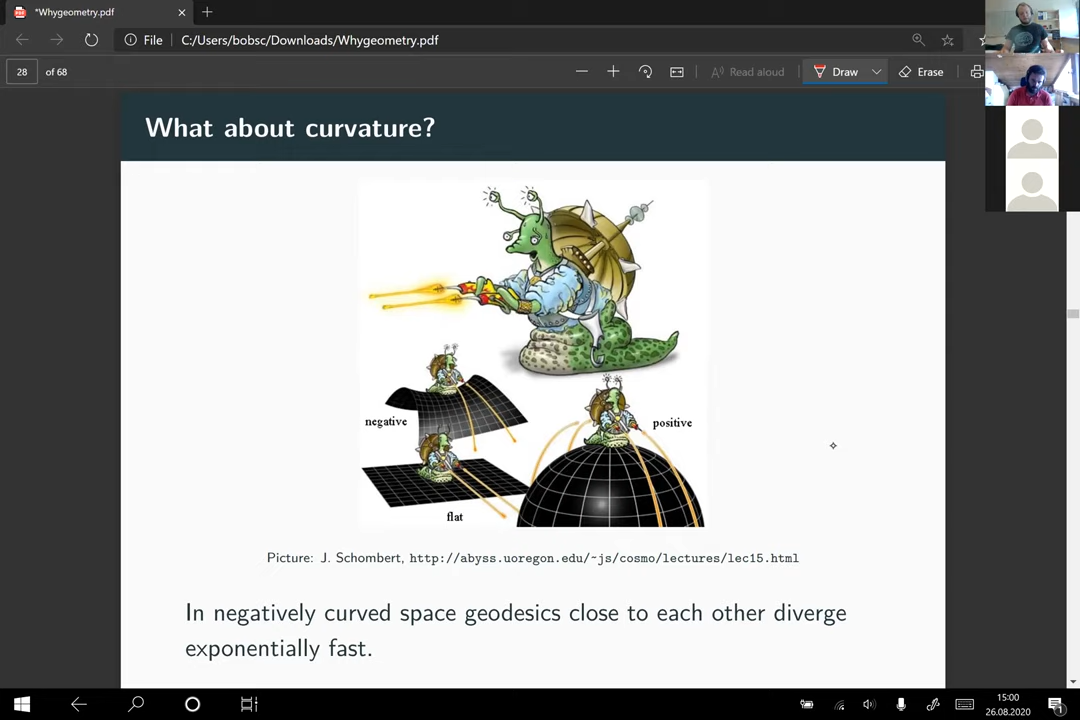 *Whygeometry.pdf
File C:/Users/bobsc/Downloads/Whygeometry.pdf
28 of 68 Read aloud Draw Erase
What about curvature?
negative
positive
flat
Picture: J. Schombert, http://abyss.uoregon.edu/~js/cosmo/lectures/lec15.html
In negatively curved space geodesics close to each other diverge
exponentially fast.
15:00
26.08.2020